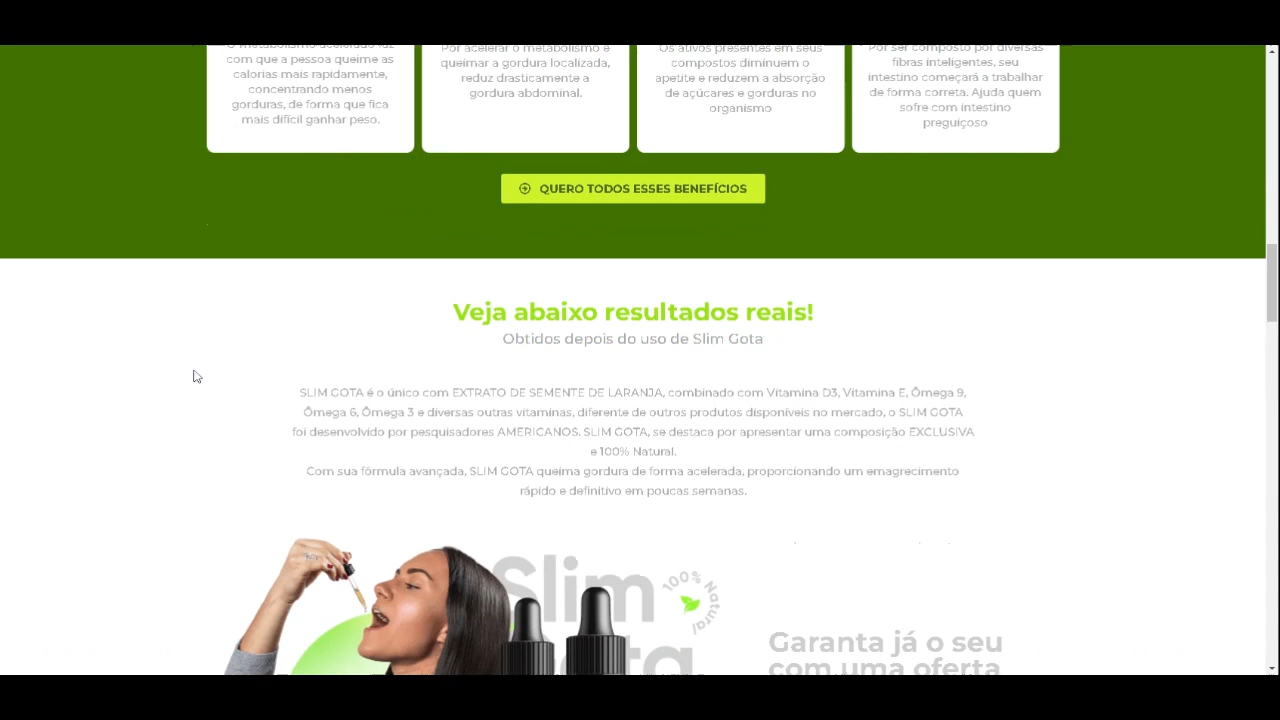 O metabolismo acelerado faz
com que a pessoa queime as
calorias mais rapidamente,
concentrando menos
gorduras, de forma que fica
mais difícil ganhar peso.
Por acelerar o metabolismo e
queimar a gordura localizada,
reduz drasticamente a
gordura abdominal.
Os ativos presentes em seus
compostos diminuem o
apetite e reduzem a absorção
de açúcares e gorduras no
organismo
Por ser composto por diversas
fibras inteligentes, seu
intestino começará a trabalhar
de forma correta. Ajuda quem
sofre com intestino
preguiçoso
QUERO TODOS ESSES BENEFÍCIOS
Veja abaixo resultados reais!
Obtidos depois do uso de Slim Gota
SLIM GOTA é o único com EXTRATO DE SEMENTE DE LARANJA, combinado com Vitamina D3, Vitamina E, Ômega 9,
Ômega 6, Ômega 3 e diversas outras vitaminas, diferente de outros produtos disponíveis no mercado, o SLIM GOTA
foi desenvolvido por pesquisadores AMERICANOS. SLIM GOTA, se destaca por apresentar uma composição EXCLUSIVA
e 100% Natural.
Com sua fórmula avançada, SLIM GOTA queima gordura de forma acelerada, proporcionando um emagrecimento
rápido e definitivo em poucas semanas.
Slim
Gota
100% Natural
Garanta já o seu
com uma oferta